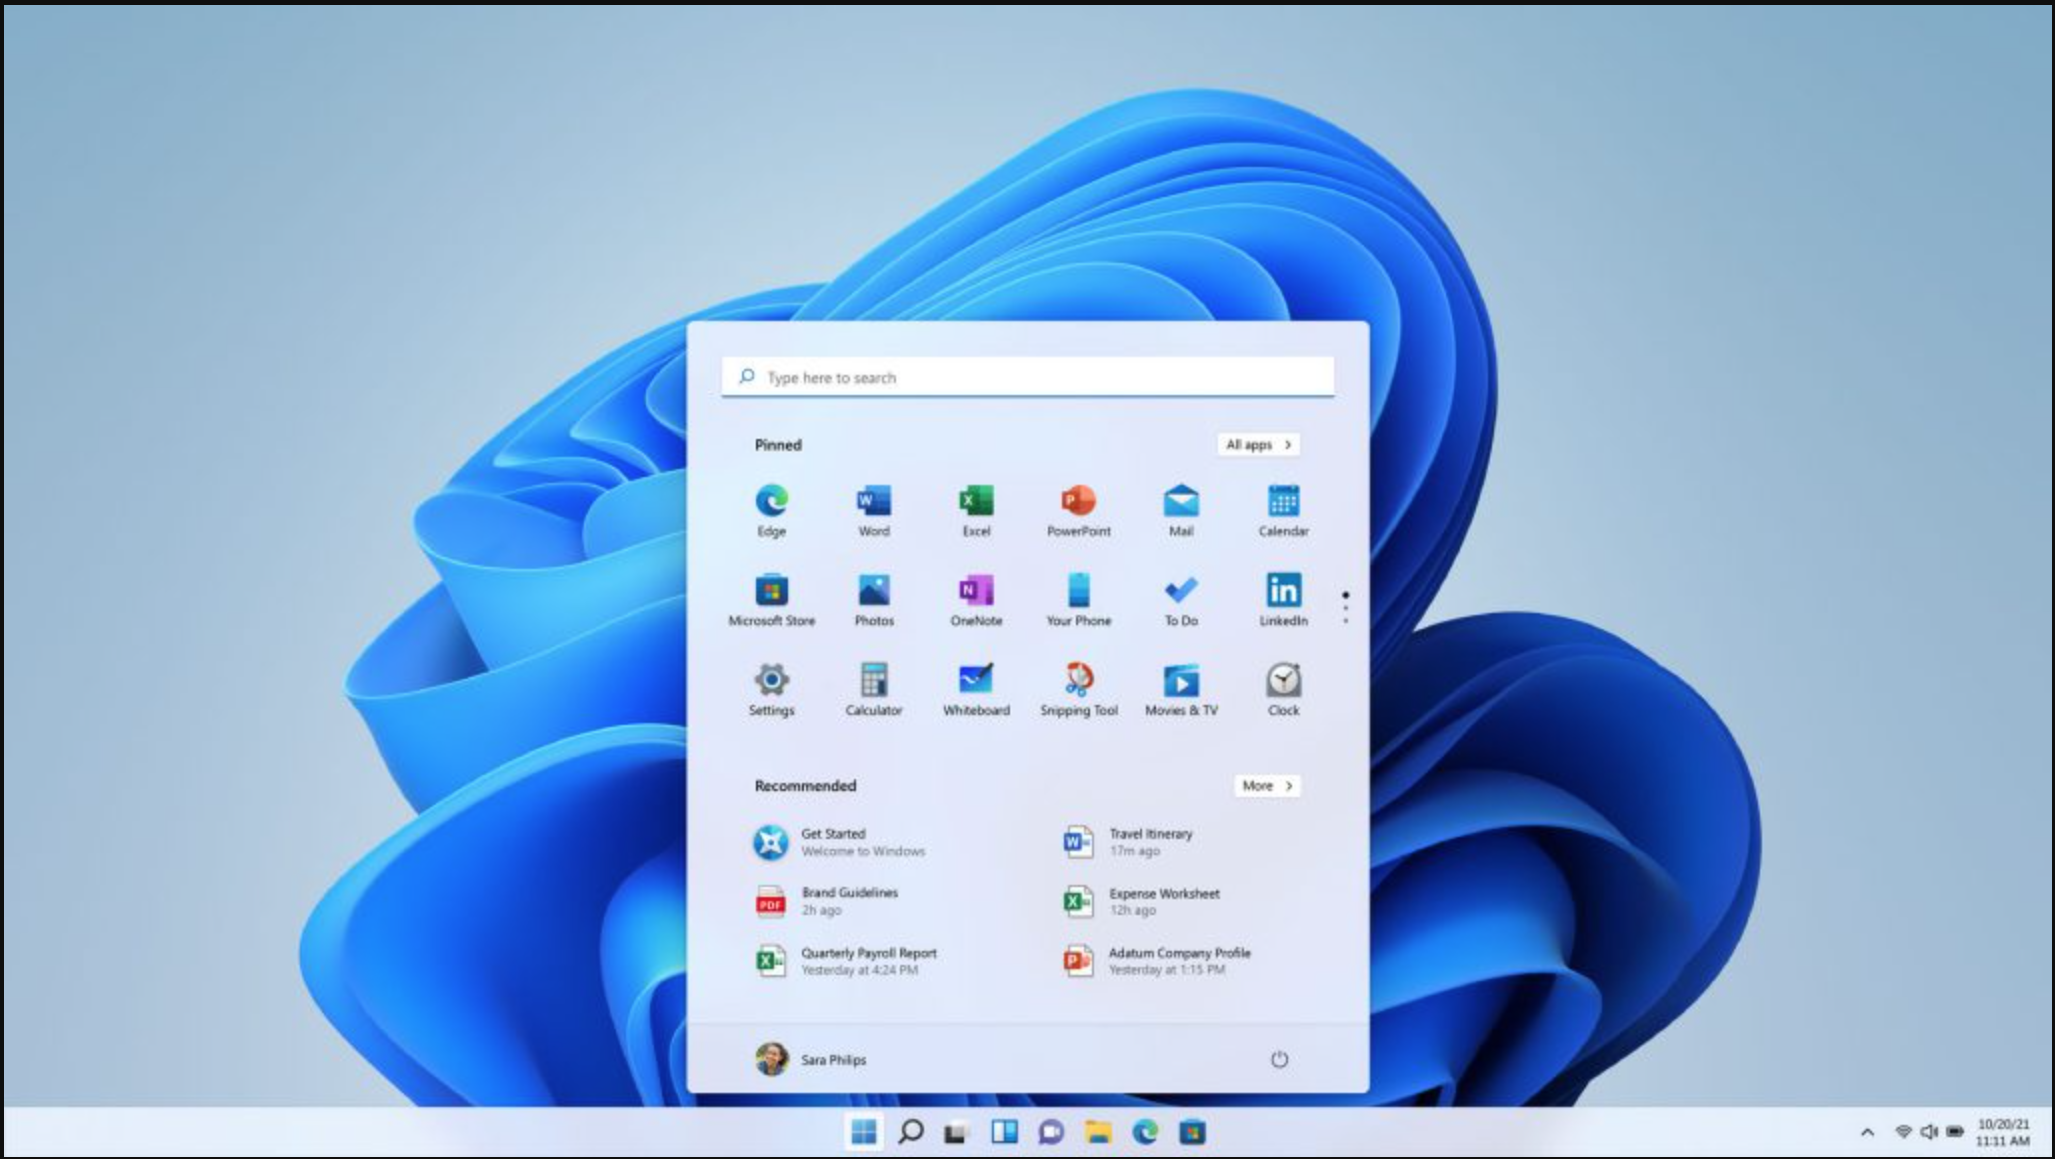 Type here to search
Pinned
All apps
Edge
Word
Excel
PowerPoint
Mail
Calendar
Microsoft Store
Photos
OneNote
Your Phone
To Do
LinkedIn
Settings
Calculator
Whiteboard
Snipping Tool
Movies & TV
Clock
Recommended
More
Get Started
Welcome to Windows
Travel Itinerary
17m ago
Brand Guidelines
2h ago
Expense Worksheet
12h ago
Quarterly Payroll Report
Yesterday at 4:24 PM
Adatum Company Profile
Yesterday at 1:15 PM
Sara Philips
10/20/21
11:11 AM